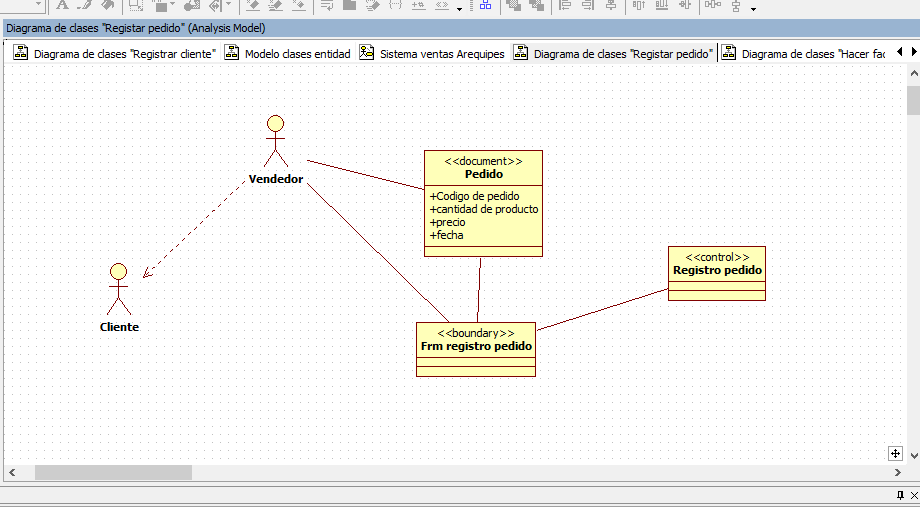 Diagrama de clases "Registar pedido" (Analysis Model)
Diagrama de clases "Registrar cliente" Modelo clases entidad Sistema ventas Arequipes Diagrama de clases "Registar pedido" Diagrama de clases "Hacer fac
Vendedor
<<document>>
Pedido
+Codigo de pedido
+cantidad de producto
+precio
+fecha
<<control>>
Registro pedido
Cliente
<<boundary>>
Frm registro pedido